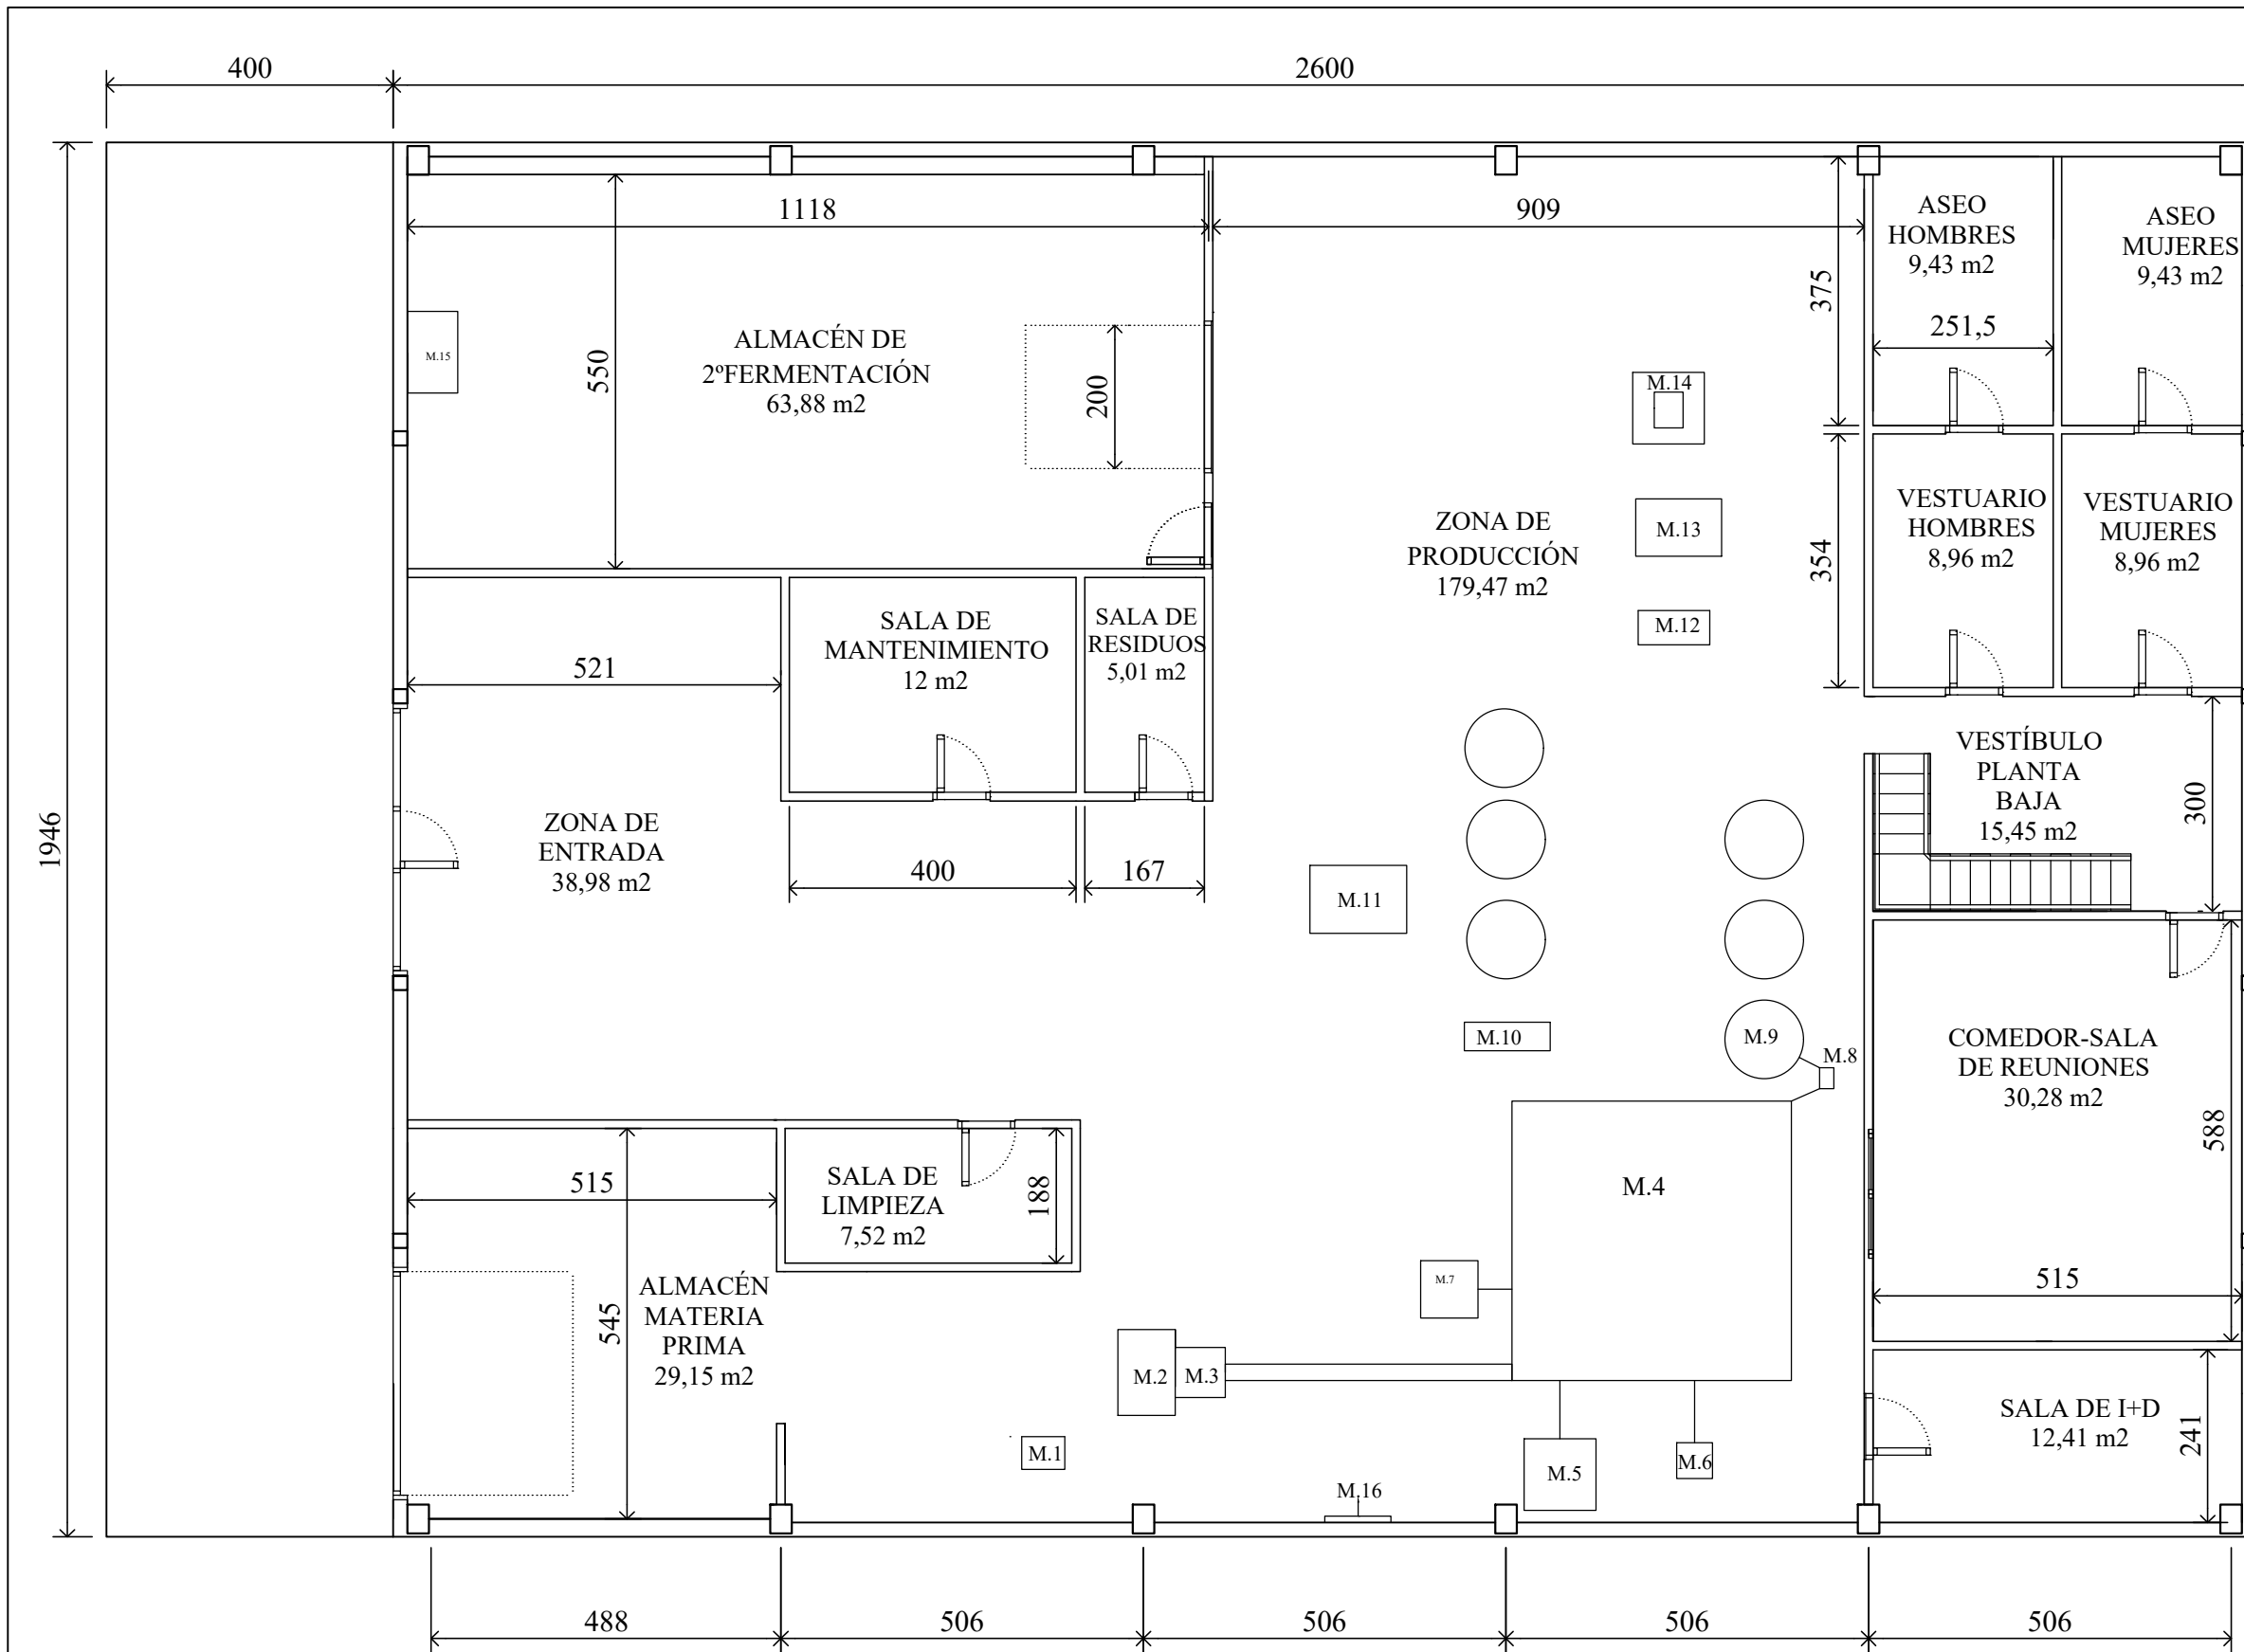 400
2600
1118
909
ASEO
HOMBRES
9,43 m2
ASEO
MUJERES
9,43 m2
375
251,5
M.15
550
ALMACÉN DE
2ºFERMENTACIÓN
63,88 m2
200
M.14
ZONA DE
PRODUCCIÓN
179,47 m2
M.13
M.12
354
VESTUARIO
HOMBRES
8,96 m2
VESTUARIO
MUJERES
8,96 m2
521
SALA DE
MANTENIMIENTO
12 m2
SALA DE
RESIDUOS
5,01 m2
VESTÍBULO
PLANTA
BAJA
15,45 m2
300
1946
ZONA DE
ENTRADA
38,98 m2
400
167
M.11
M.10
M.9
M.8
COMEDOR-SALA
DE REUNIONES
30,28 m2
588
515
515
SALA DE
LIMPIEZA
7,52 m2
188
M.4
545
ALMACÉN
MATERIA
PRIMA
29,15 m2
M.7
M.2
M.3
M.1
M.16
M.5
M.6
SALA DE I+D
12,41 m2
241
488
506
506
506
506